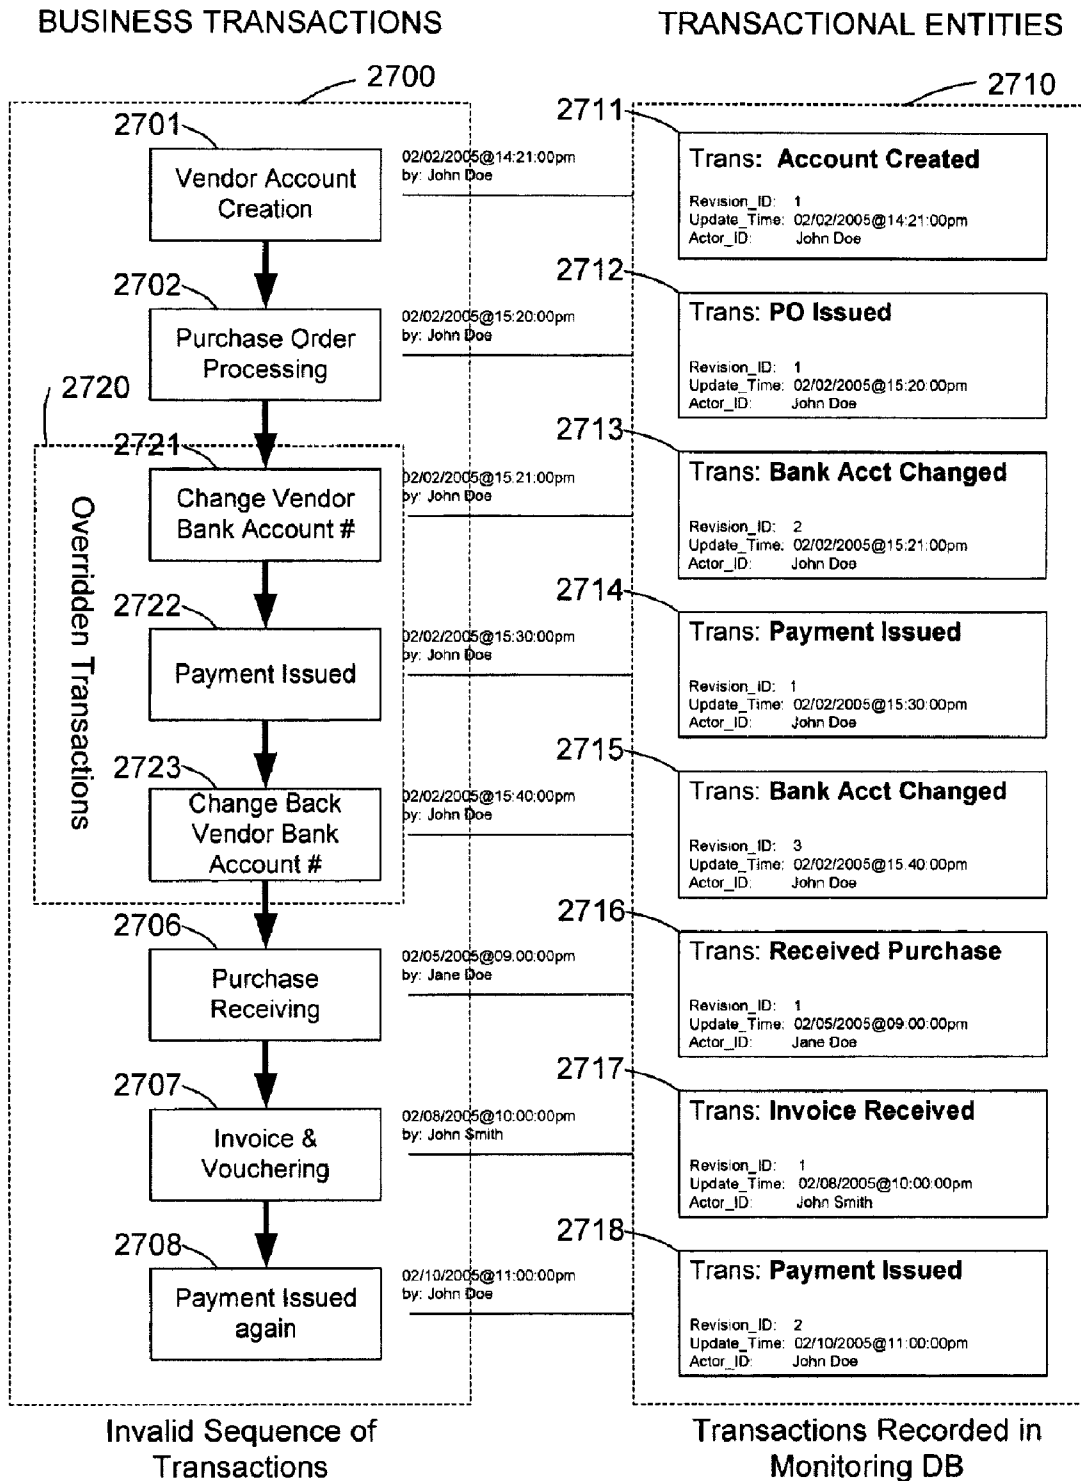 BUSINESS TRANSACTIONS
TRANSACTIONAL ENTITIES
2700
2710
2701
Vendor Account
Creation
02/02/2005@14:21:00pm
by: John Doe
2711
Trans: Account Created
Revision_ID: 1
Update_Time: 02/02/2005@14:21:00pm
Actor_ID: John Doe
2702
Purchase Order
Processing
02/02/2005@15:20:00pm
by: John Doe
2712
Trans: PO Issued
Revision_ID: 1
Update_Time: 02/02/2005@15:20:00pm
Actor_ID: John Doe
2720
Overridden Transactions
2721
Change Vendor
Bank Account #
02/02/2005@15:21:00pm
by: John Doe
2713
Trans: Bank Acct Changed
Revision_ID: 2
Update_Time: 02/02/2005@15:21:00pm
Actor_ID: John Doe
2722
Payment Issued
02/02/2005@15:30:00pm
by: John Doe
2714
Trans: Payment Issued
Revision_ID: 1
Update_Time: 02/02/2005@15:30:00pm
Actor_ID: John Doe
2723
Change Back
Vendor Bank
Account #
02/02/2005@15:40:00pm
by: John Doe
2715
Trans: Bank Acct Changed
Revision_ID: 3
Update_Time: 02/02/2005@15:40:00pm
Actor_ID: John Doe
2706
Purchase
Receiving
02/05/2005@09:00:00pm
by: Jane Doe
2716
Trans: Received Purchase
Revision_ID: 1
Update_Time: 02/05/2005@09:00:00pm
Actor_ID: Jane Doe
2707
Invoice &
Vouchering
02/08/2005@10:00:00pm
by: John Smith
2717
Trans: Invoice Received
Revision_ID: 1
Update_Time: 02/08/2005@10:00:00pm
Actor_ID: John Smith
2708
Payment Issued
again
02/10/2005@11:00:00pm
by: John Doe
2718
Trans: Payment Issued
Revision_ID: 2
Update_Time: 02/10/2005@11:00:00pm
Actor_ID: John Doe
Invalid Sequence of
Transactions
Transactions Recorded in
Monitoring DB